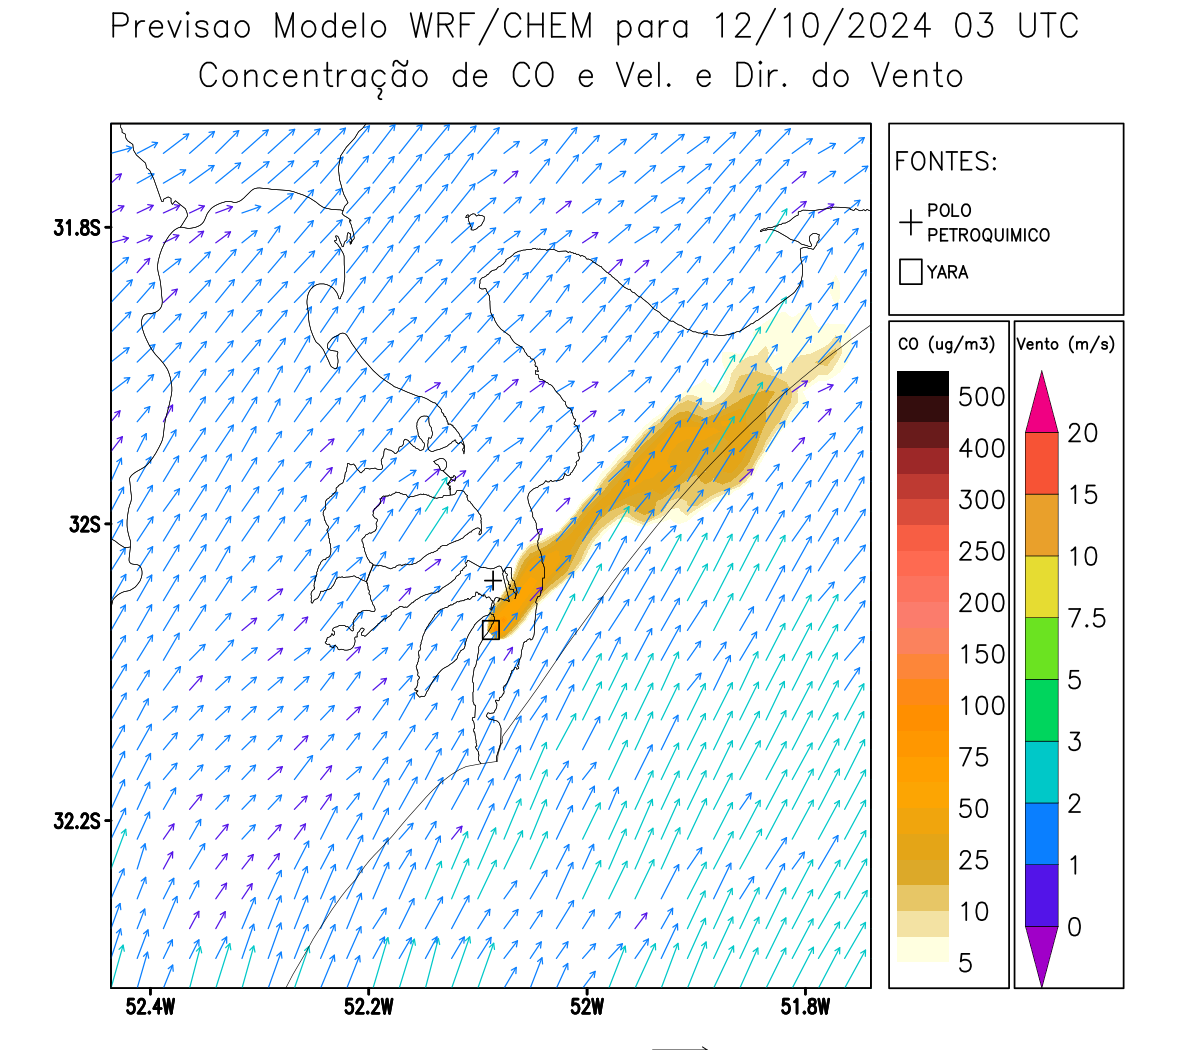 Previsao Modelo WRF/CHEM para 12/10/2024 03 UTC
Concentração de CO e Vel. e Dir. do Vento
FONTES:
POLO
PETROQUIMICO
YARA
CO (ug/m3)
500
400
300
250
200
150
100
75
50
25
10
5
Vento (m/s)
20
15
10
7.5
5
3
2
1
0
31.8S
32S
32.2S
52.4W
52.2W
52W
51.8W